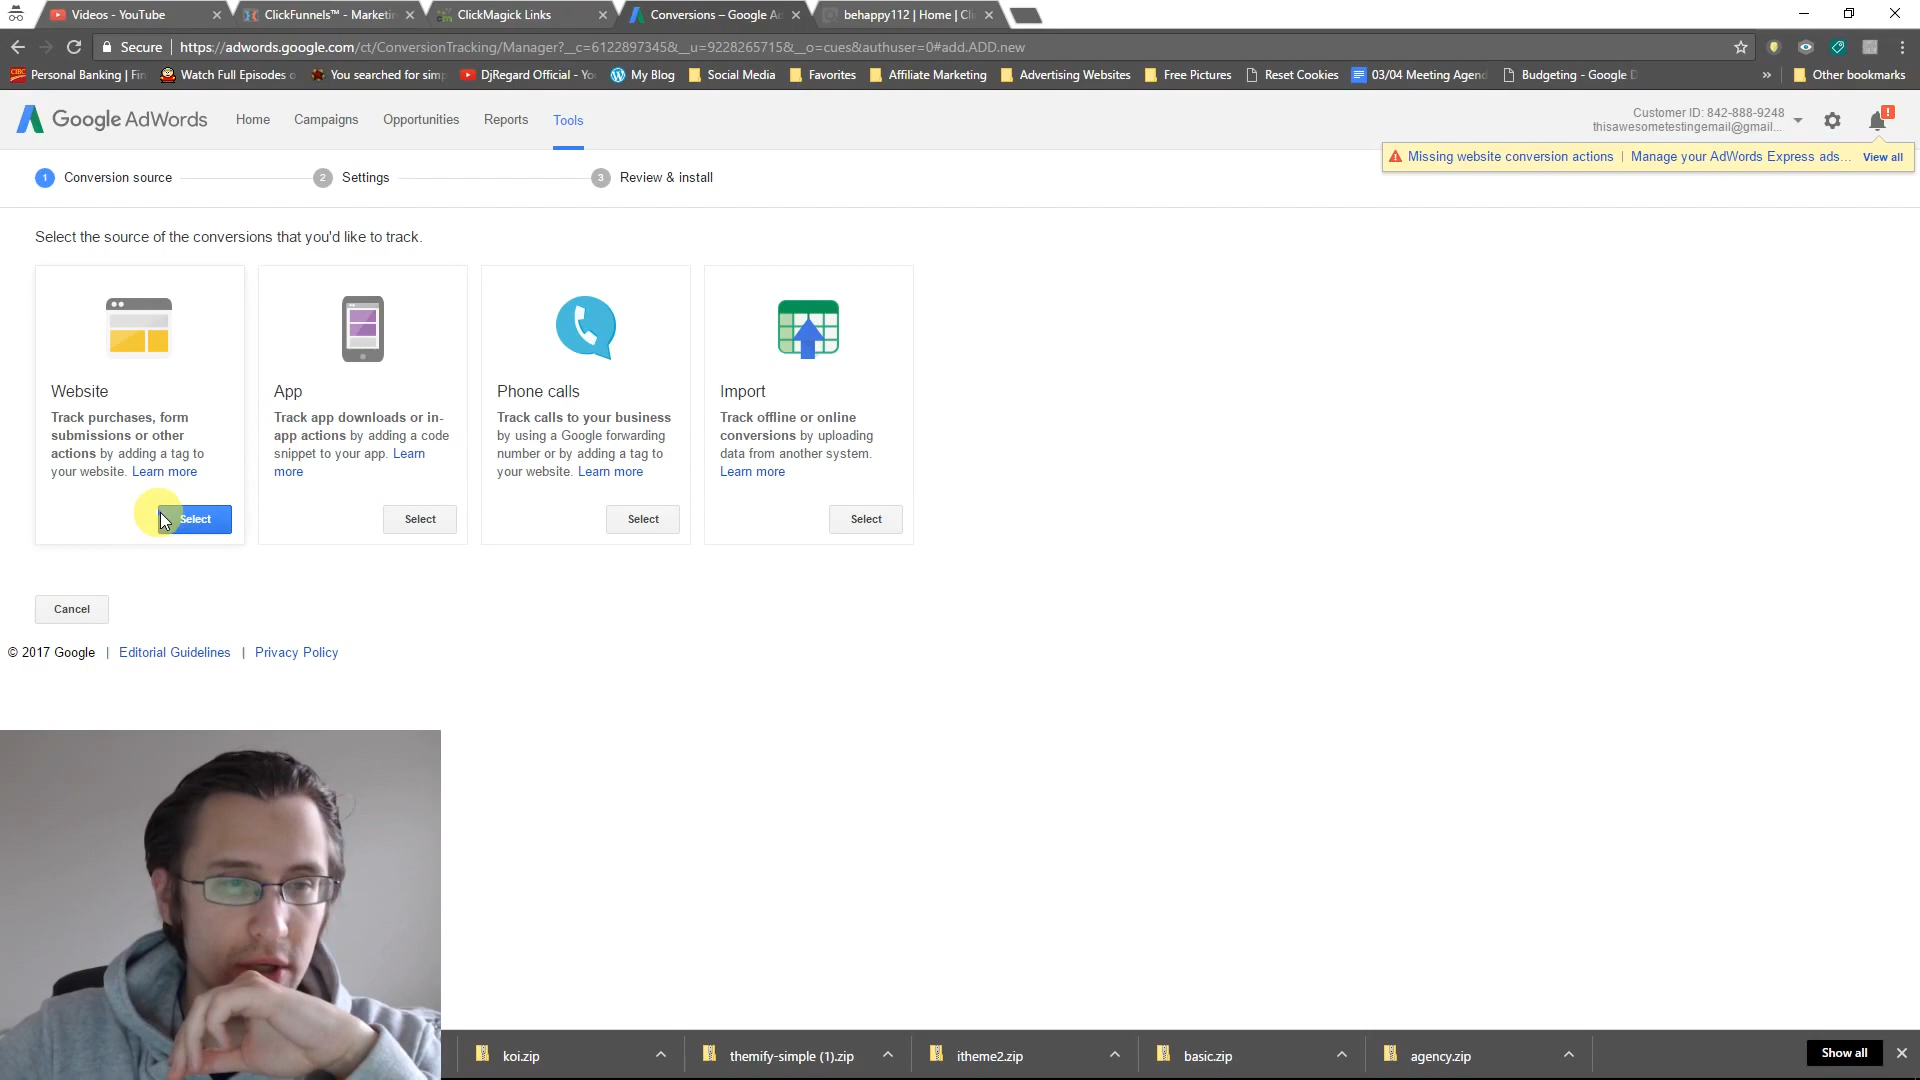 Videos - YouTube
ClickFunnels™ - Marketin
ClickMagick Links
Conversions – Google Ad
behappy112 | Home | Cli
Secure | https://adwords.google.com/ct/ConversionTracking/Manager?__c=6122897345&__u=9228265715&__o=cues&authuser=0#add.ADD.new
CIBC Personal Banking | Fin
Watch Full Episodes o
You searched for simp
DjRegard Official - Yo
My Blog
Social Media
Favorites
Affiliate Marketing
Advertising Websites
Free Pictures
Reset Cookies
03/04 Meeting Agend
Budgeting - Google D
»
Other bookmarks
Google AdWords
Home
Campaigns
Opportunities
Reports
Tools
Customer ID: 842-888-9248
thisawesometestingemail@gmail...
!
Missing website conversion actions | Manage your AdWords Express ads... View all
1 Conversion source
2 Settings
3 Review & install
Select the source of the conversions that you'd like to track.
Website
Track purchases, form
submissions or other
actions by adding a tag to
your website. Learn more
Select
App
Track app downloads or in-
app actions by adding a code
snippet to your app. Learn
more
Select
Phone calls
Track calls to your business
by using a Google forwarding
number or by adding a tag to
your website. Learn more
Select
Import
Track offline or online
conversions by uploading
data from another system.
Learn more
Select
Cancel
© 2017 Google | Editorial Guidelines | Privacy Policy
koi.zip
themify-simple (1).zip
itheme2.zip
basic.zip
agency.zip
Show all